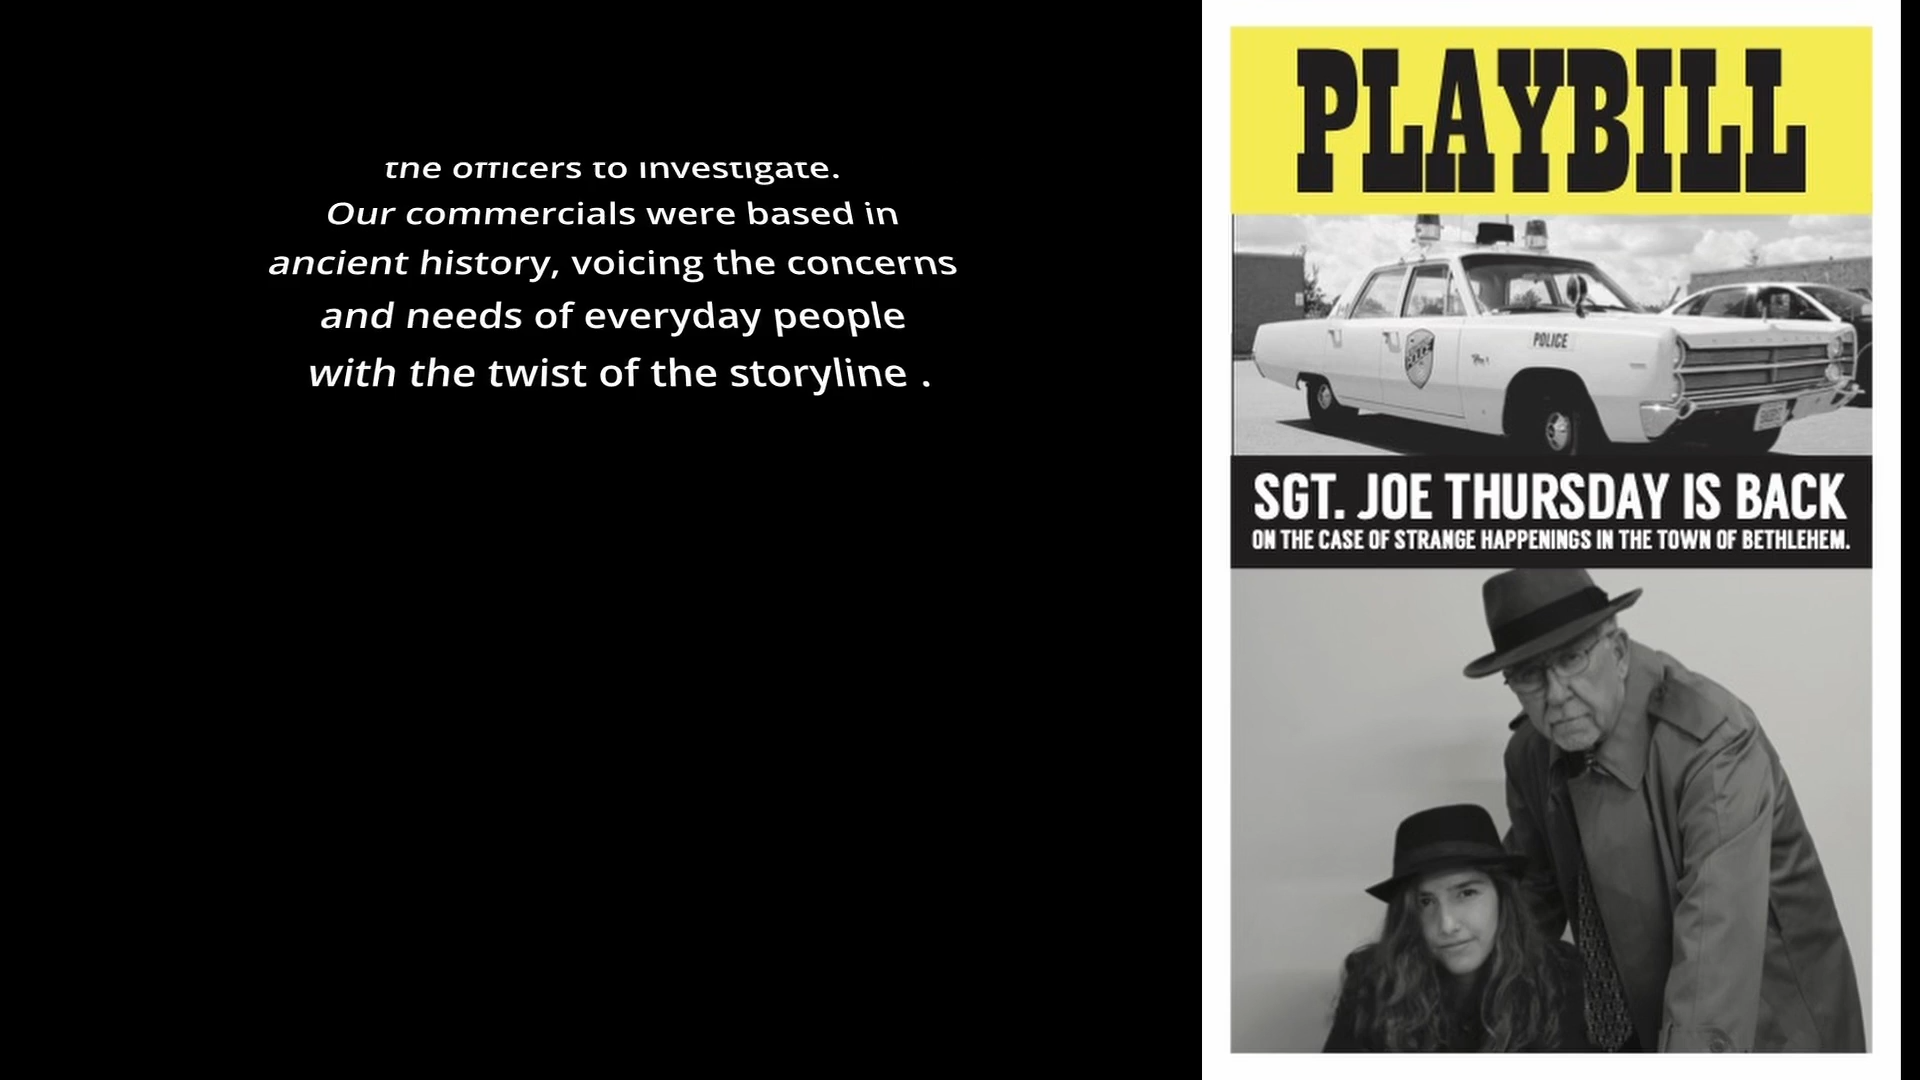 the officers to investigate.
Our commercials were based in
ancient history, voicing the concerns
and needs of everyday people
with the twist of the storyline .
PLAYBILL
POLICE
SGT. JOE THURSDAY IS BACK
ON THE CASE OF STRANGE HAPPENINGS IN THE TOWN OF BETHLEHEM.